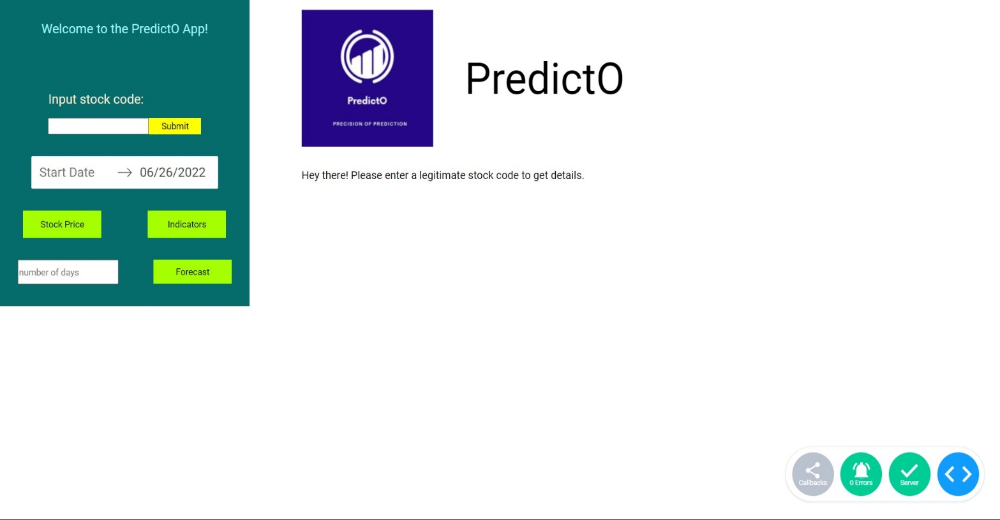 Welcome to the PredictO App!
Input stock code:
Submit
Start Date → 06/26/2022
Stock Price
Indicators
number of days
Forecast
PredictO
PRECISION OF PREDICTION
PredictO
Hey there! Please enter a legitimate stock code to get details.
Callbacks
0 Errors
Server